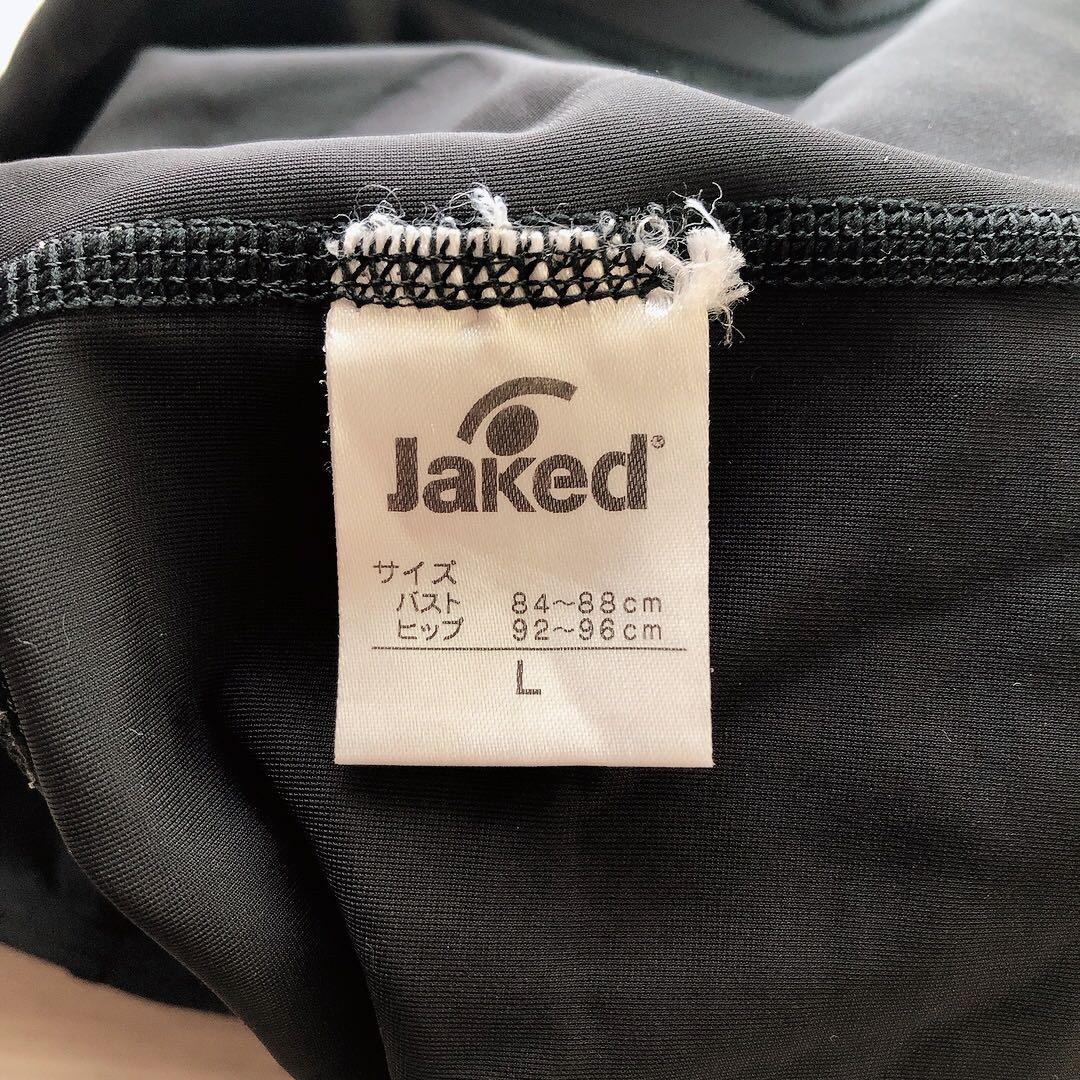 Jaked®
サイズ
バスト 84～88cm
ヒップ 92～96cm
L